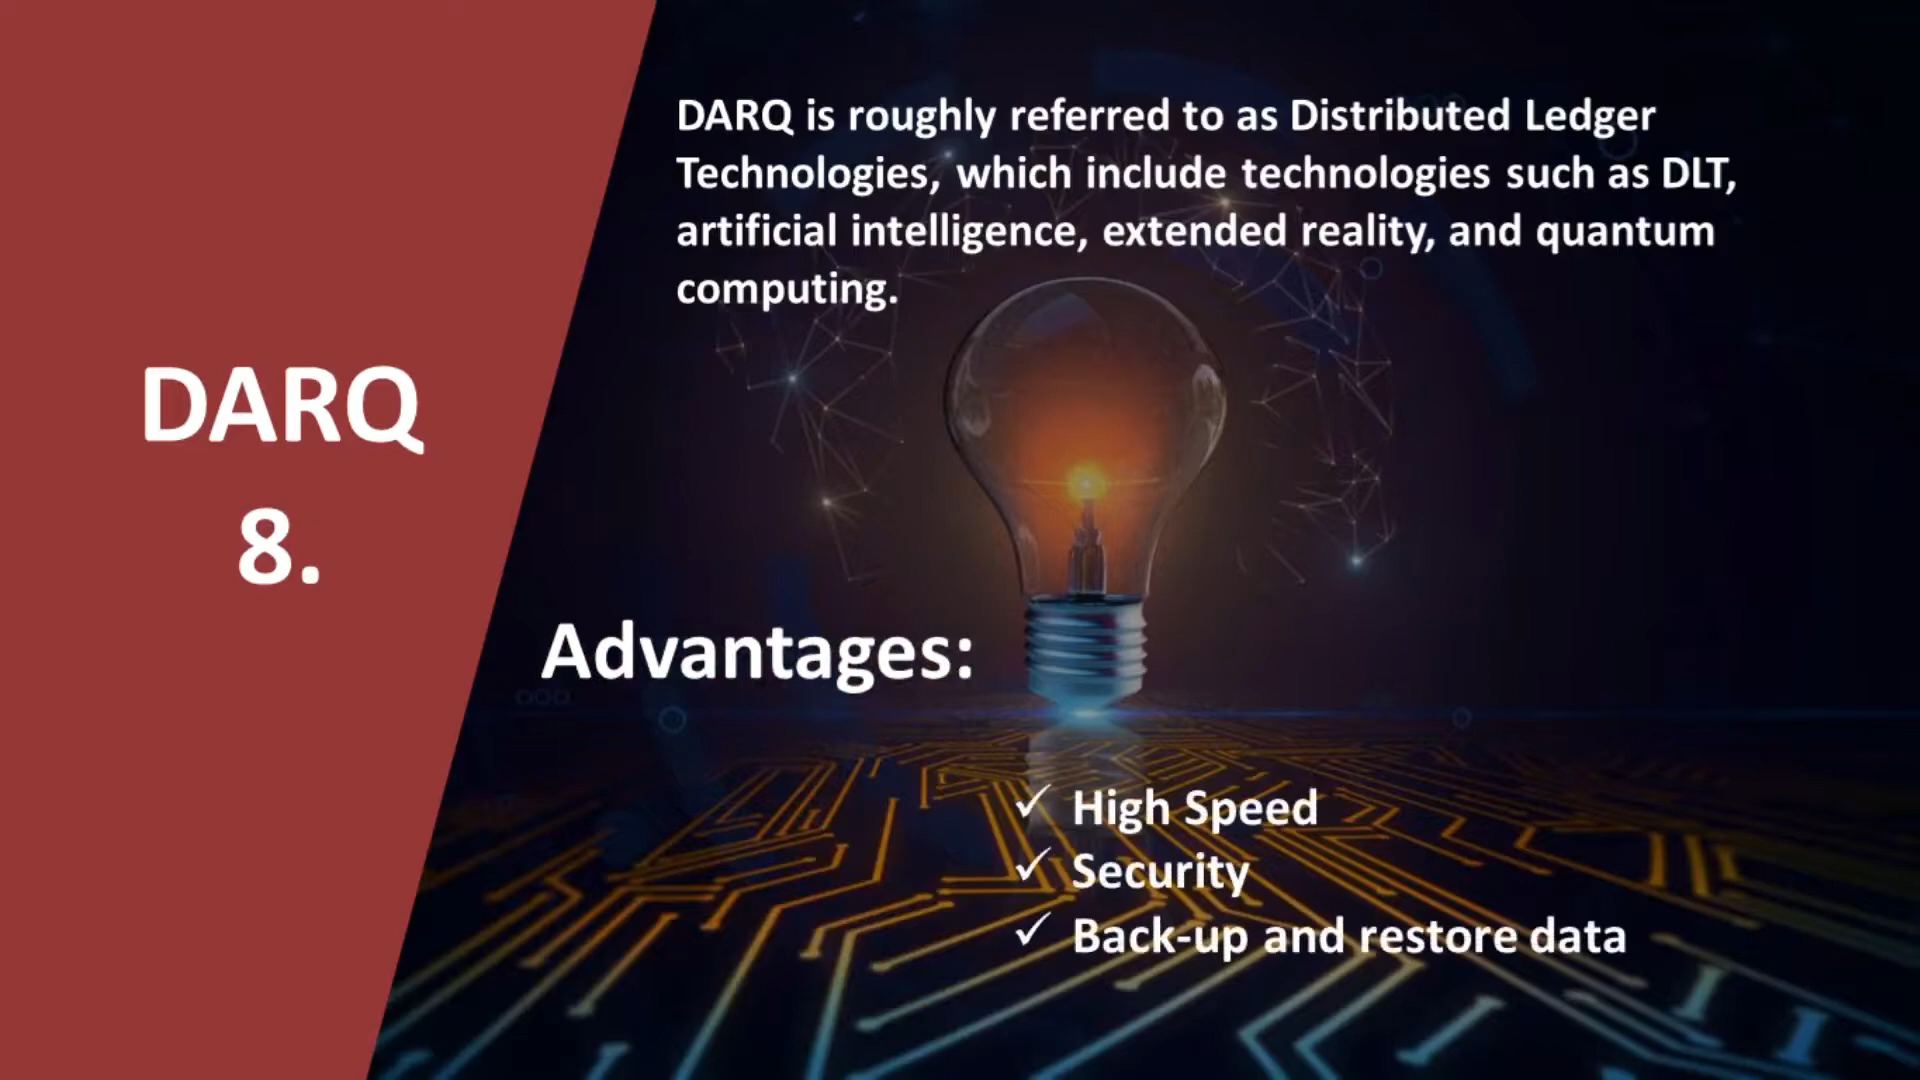 DARQ
8.
DARQ is roughly referred to as Distributed Ledger
Technologies, which include technologies such as DLT,
artificial intelligence, extended reality, and quantum
computing.
Advantages:
✓ High Speed
✓ Security
✓ Back-up and restore data